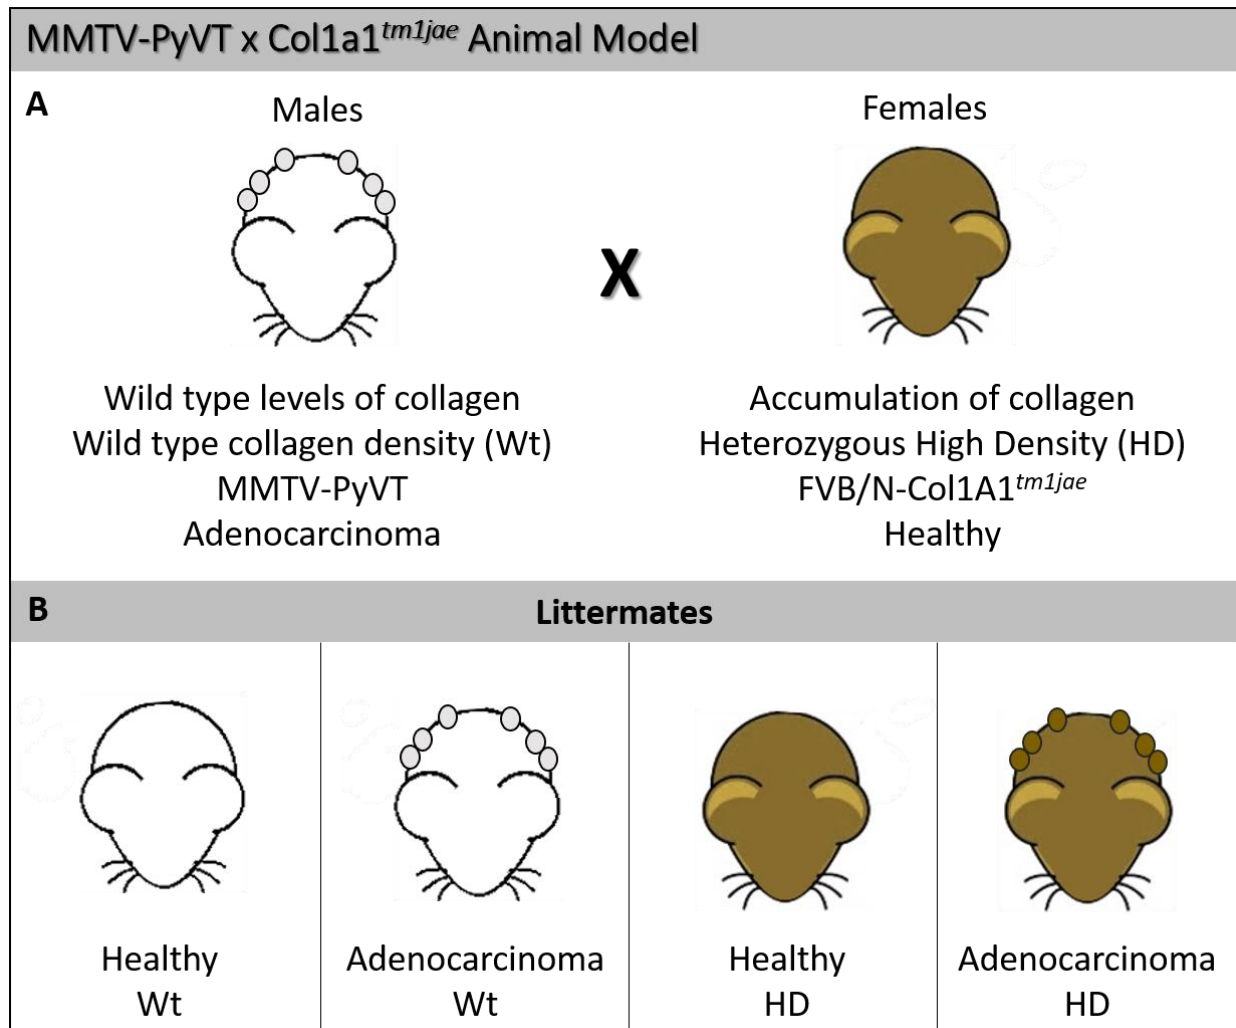 MMTV-PyVT x Col1a1tm1jae Animal Model
A
Males
Females
X
Wild type levels of collagen
Wild type collagen density (Wt)
MMTV-PyVT
Adenocarcinoma
Accumulation of collagen
Heterozygous High Density (HD)
FVB/N-Col1A1tm1jae
Healthy
B
Littermates
Healthy
Wt
Adenocarcinoma
Wt
Healthy
HD
Adenocarcinoma
HD